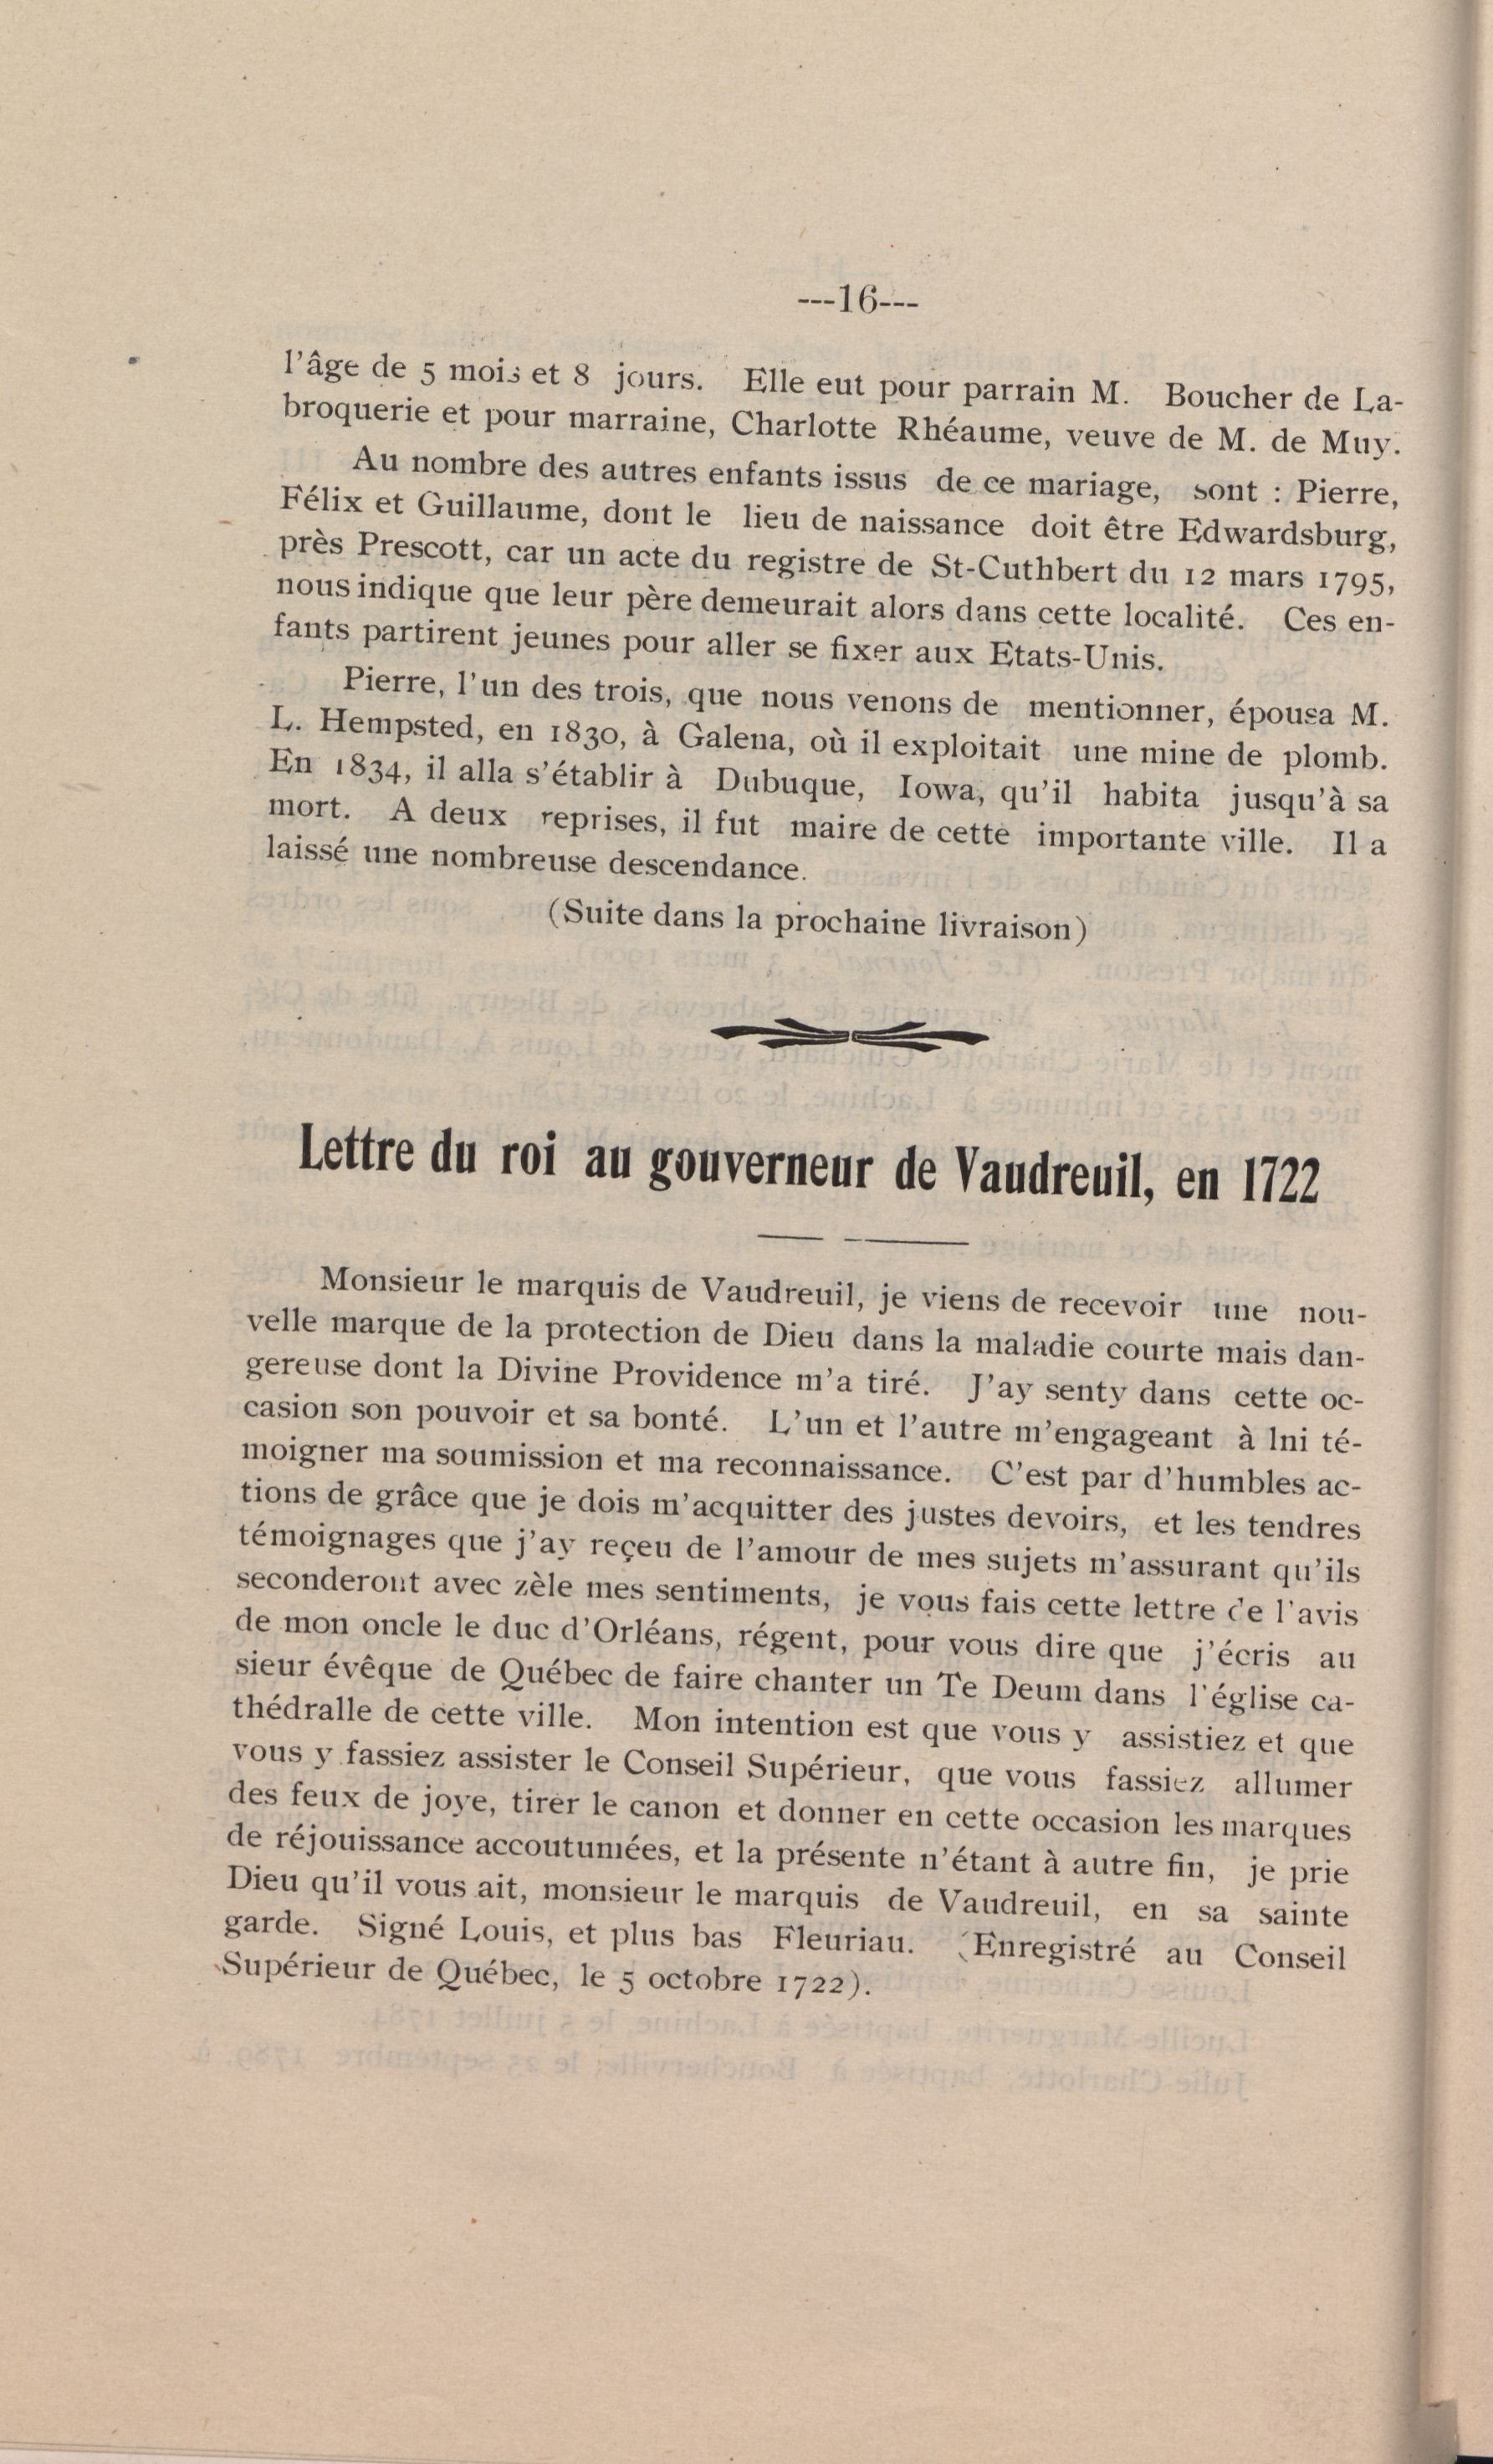 ---16---
l'âge de 5 mois et 8 jours. Elle eut pour parrain M. Boucher de La-
broquerie et pour marraine, Charlotte Rhéaume, veuve de M. de Muy.
Au nombre des autres enfants issus de ce mariage, sont : Pierre,
Félix et Guillaume, dont le lieu de naissance doit être Edwardsburg,
près Prescott, car un acte du registre de St-Cuthbert du 12 mars 1795,
nous indique que leur père demeurait alors dans cette localité. Ces en-
fants partirent jeunes pour aller se fixer aux Etats-Unis.
Pierre, l'un des trois, que nous venons de mentionner, épousa M.
L. Hempsted, en 1830, à Galena, où il exploitait une mine de plomb.
En 1834, il alla s'établir à Dubuque, Iowa, qu'il habita jusqu'à sa
mort. A deux reprises, il fut maire de cette importante ville. Il a
laissé une nombreuse descendance.
(Suite dans la prochaine livraison)
Lettre du roi au gouverneur de Vaudreuil, en 1722
Monsieur le marquis de Vaudreuil, je viens de recevoir une nou-
velle marque de la protection de Dieu dans la maladie courte mais dan-
gereuse dont la Divine Providence m'a tiré. J'ay senty dans cette oc-
casion son pouvoir et sa bonté. L'un et l'autre m'engageant à lni té-
moigner ma soumission et ma reconnaissance. C'est par d'humbles ac-
tions de grâce que je dois m'acquitter des justes devoirs, et les tendres
témoignages que j'ay reçeu de l'amour de mes sujets m'assurant qu'ils
seconderont avec zèle mes sentiments, je vous fais cette lettre de l'avis
de mon oncle le duc d'Orléans, régent, pour vous dire que j'écris au
sieur évêque de Québec de faire chanter un Te Deum dans l'église ca-
thédralle de cette ville. Mon intention est que vous y assistiez et que
vous y fassiez assister le Conseil Supérieur, que vous fassiez allumer
des feux de joye, tirer le canon et donner en cette occasion les marques
de réjouissance accoutumées, et la présente n'étant à autre fin, je prie
Dieu qu'il vous ait, monsieur le marquis de Vaudreuil, en sa sainte
garde. Signé Louis, et plus bas Fleuriau. (Enregistré au Conseil
Supérieur de Québec, le 5 octobre 1722).